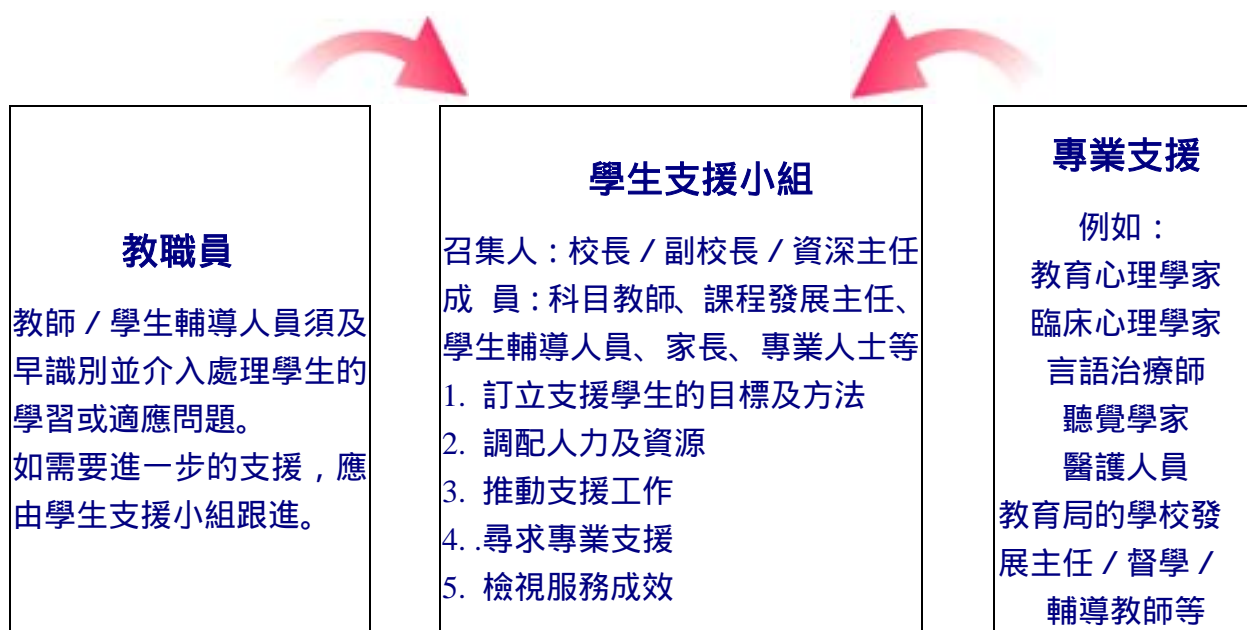 教職員
教師 / 學生輔導人員須及
早識別並介入處理學生的
學習或適應問題。
如需要進一步的支援，應
由學生支援小組跟進。
學生支援小組
召集人：校長 / 副校長 / 資深主任
成 員：科目教師、課程發展主任、
學生輔導人員、家長、專業人士等
1. 訂立支援學生的目標及方法
2. 調配人力及資源
3. 推動支援工作
4. .尋求專業支援
5. 檢視服務成效
專業支援
例如：
教育心理學家
臨床心理學家
言語治療師
聽覺學家
醫護人員
教育局的學校發
展主任 / 督學 /
輔導教師等